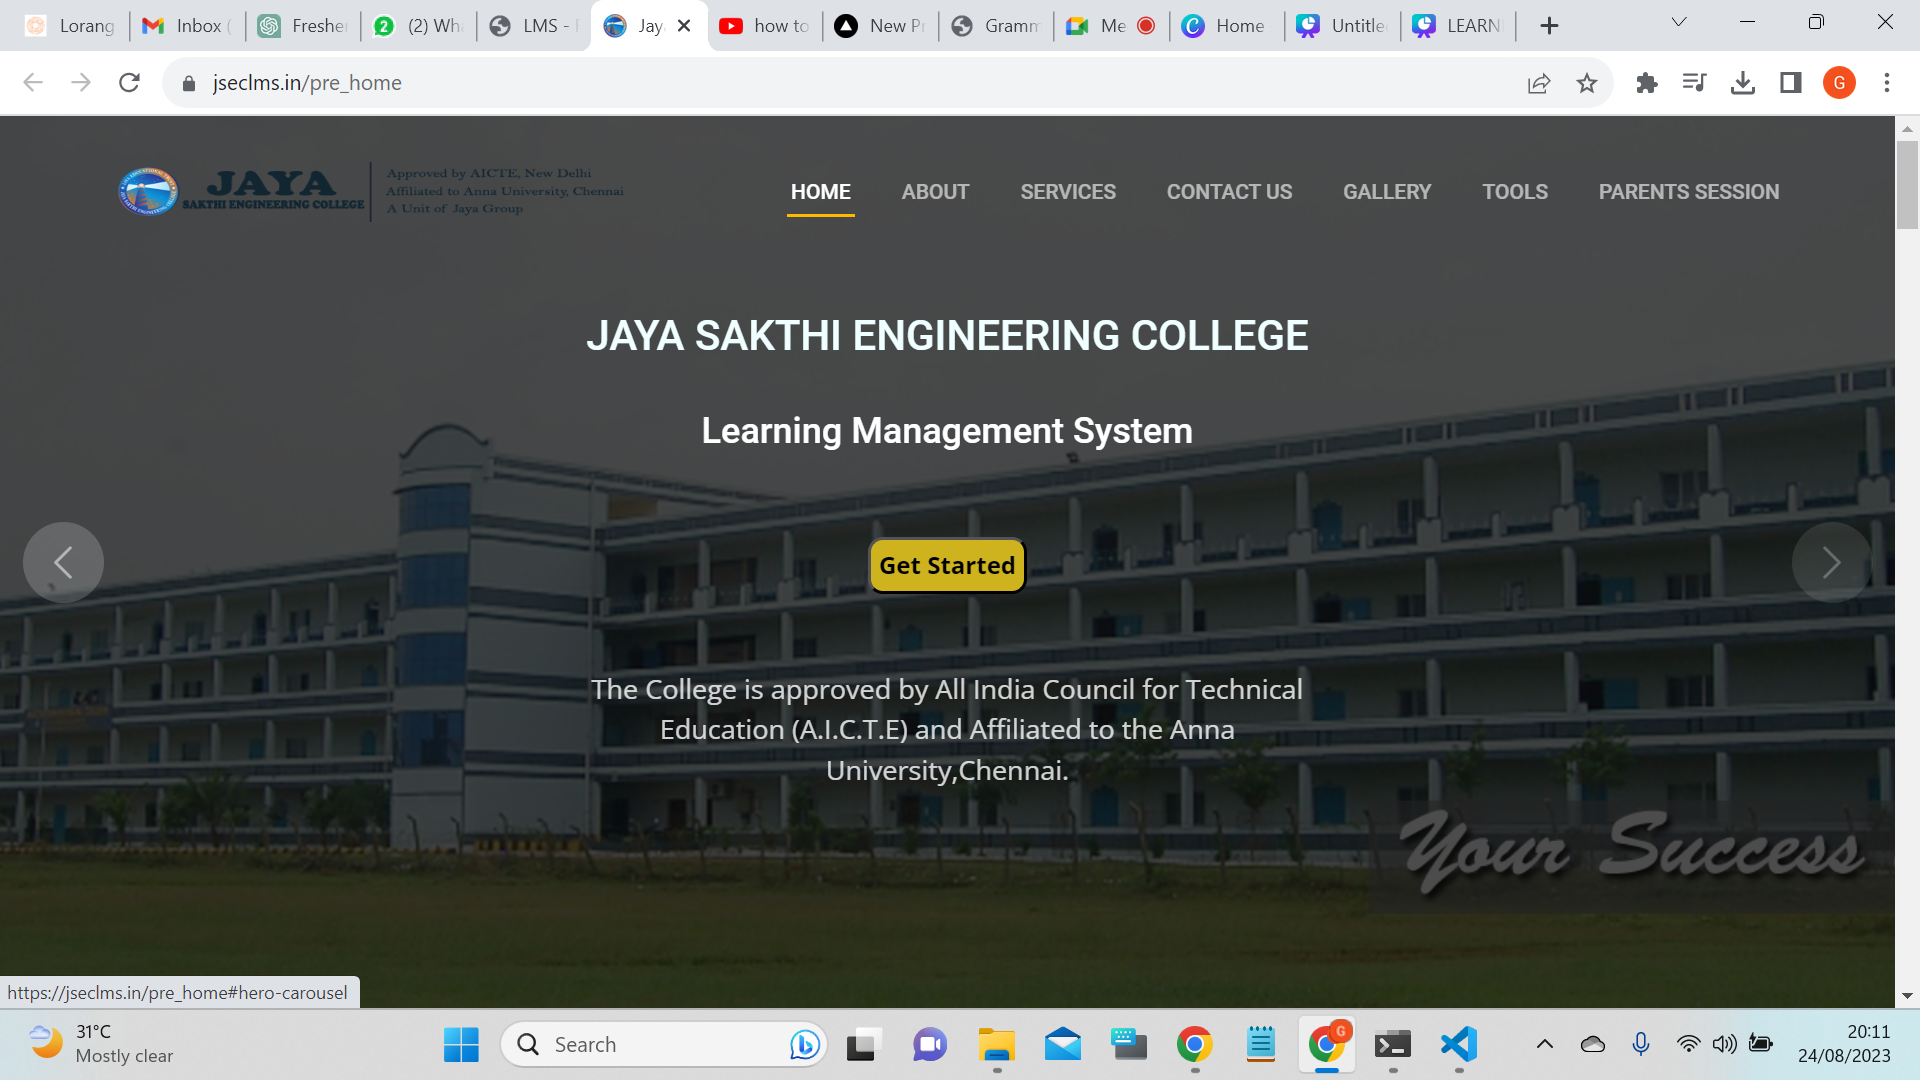 Lorang
Inbox (
Freshe
(2) Wha
LMS -
Jay
how to
New Pr
Gramm
Me
Home
Untitle
LEARN
jseclms.in/pre_home
G
JAYA
SAKTHI ENGINEERING COLLEGE
Approved by AICTE, New Delhi
Affiliated to Anna University, Chennai
A Unit of Jaya Group
HOME
ABOUT
SERVICES
CONTACT US
GALLERY
TOOLS
PARENTS SESSION
JAYA SAKTHI ENGINEERING COLLEGE
Learning Management System
Get Started
The College is approved by All India Council for Technical
Education (A.I.C.T.E) and Affiliated to the Anna
University,Chennai.
Your Success
https://jseclms.in/pre_home#hero-carousel
31°C
Mostly clear
Search
G
20:11
24/08/2023